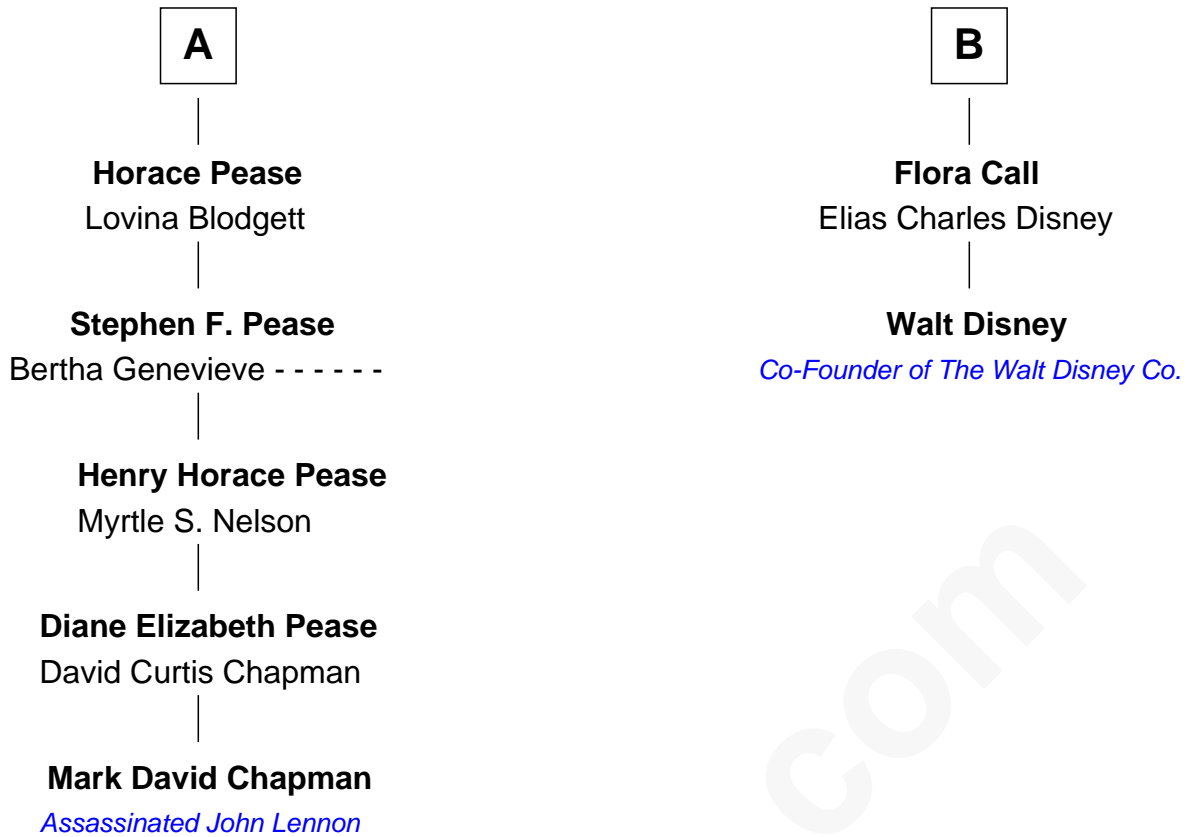 A
Horace Pease
Lovina Blodgett
Stephen F. Pease
Bertha Genevieve - - - - - -
Henry Horace Pease
Myrtle S. Nelson
Diane Elizabeth Pease
David Curtis Chapman
Mark David Chapman
Assassinated John Lennon
B
Flora Call
Elias Charles Disney
Walt Disney
Co-Founder of The Walt Disney Co.
com